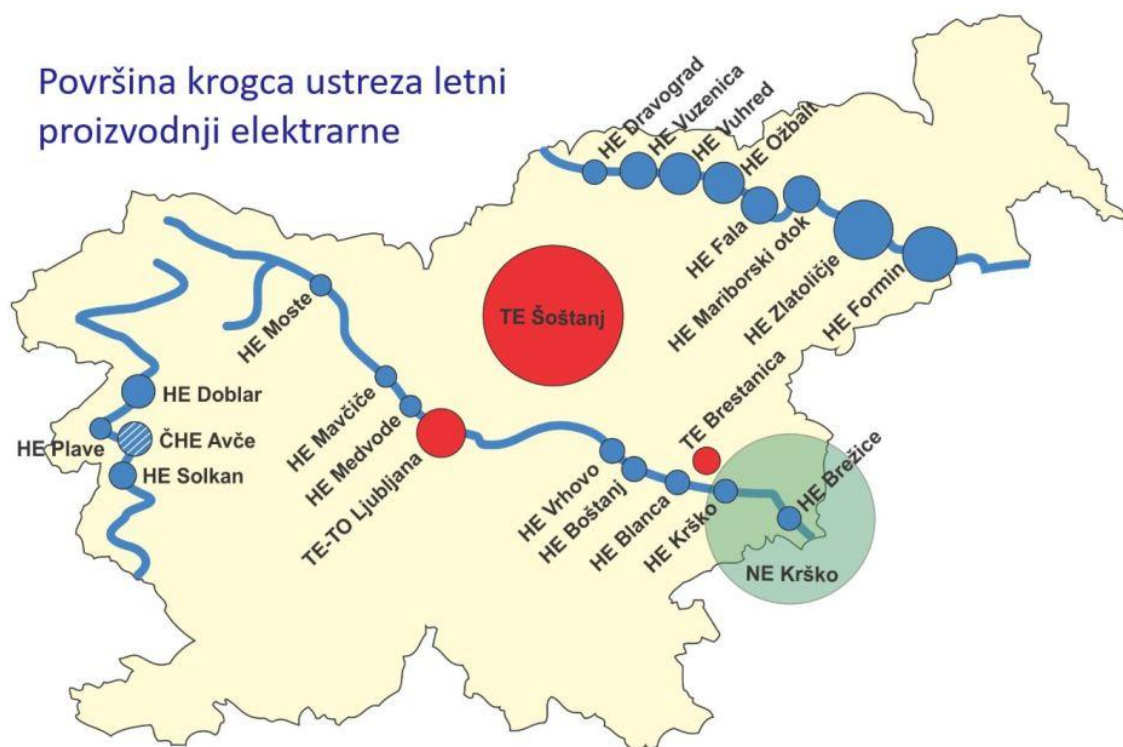 Površina krogca ustreza letni
proizvodnji elektrarne
HE Dravograd
HE Vuzenica
HE Vuhred
HE Ožbalt
HE Fala
HE Mariborski otok
HE Zlatoličje
HE Formin
TE Šoštanj
HE Moste
HE Doblar
HE Plave
ČHE Avče
HE Solkan
HE Mavčiče
HE Medvode
TE-TO Ljubljana
HE Vrhovo
HE Boštanj
HE Blanca
HE Krško
TE Brestanica
HE Brežice
NE Krško